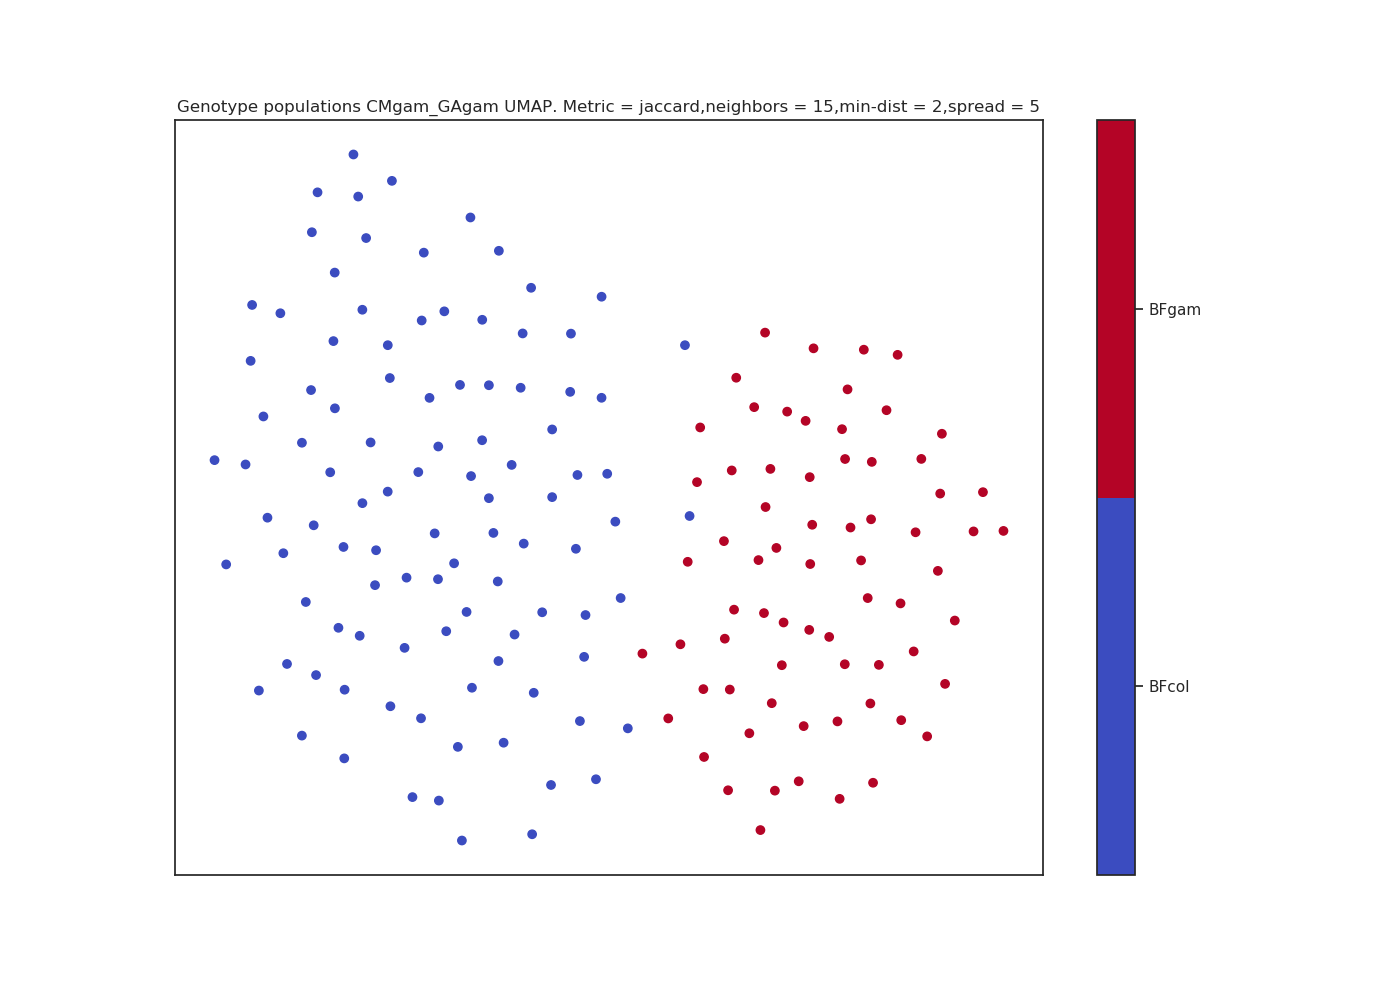 Genotype populations CMgam_GAgam UMAP. Metric = jaccard,neighbors = 15,min-dist = 2,spread = 5
BFgam
BFcol